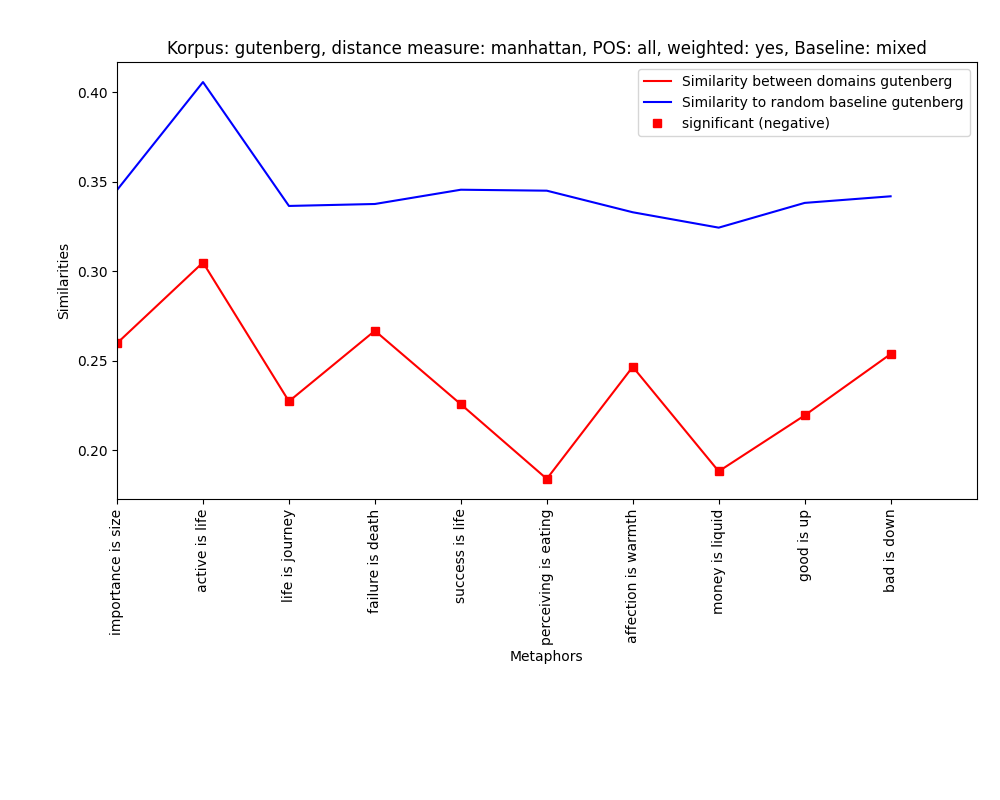 Korpus: gutenberg, distance measure: manhattan, POS: all, weighted: yes, Baseline: mixed
Similarity between domains gutenberg
Similarity to random baseline gutenberg
significant (negative)
0.40
0.35
0.30
0.25
0.20
Similarities
importance is size
active is life
life is journey
failure is death
success is life
perceiving is eating
affection is warmth
money is liquid
good is up
bad is down
Metaphors